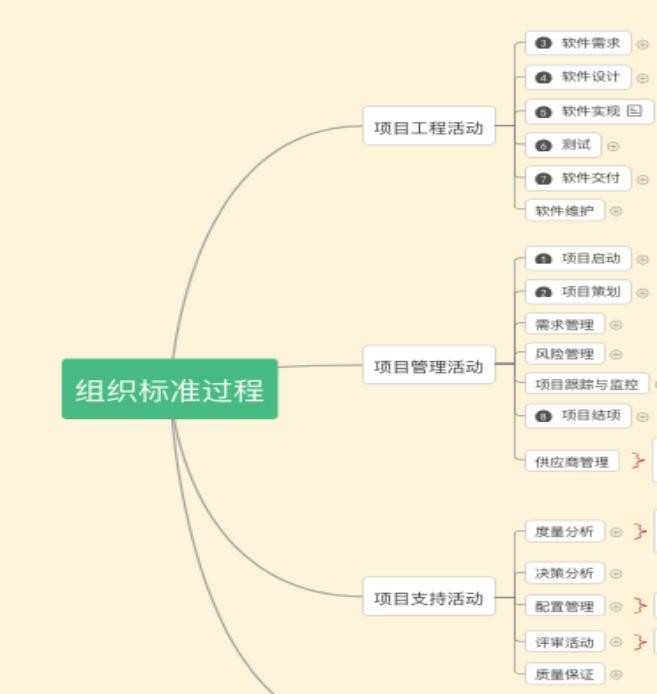 组织标准过程
项目工程活动
3 软件需求
4 软件设计
5 软件实现
6 测试
7 软件交付
软件维护
项目管理活动
1 项目启动
2 项目策划
需求管理
风险管理
项目跟踪与监控
8 项目结项
供应商管理
项目支持活动
度量分析
决策分析
配置管理
评审活动
质量保证